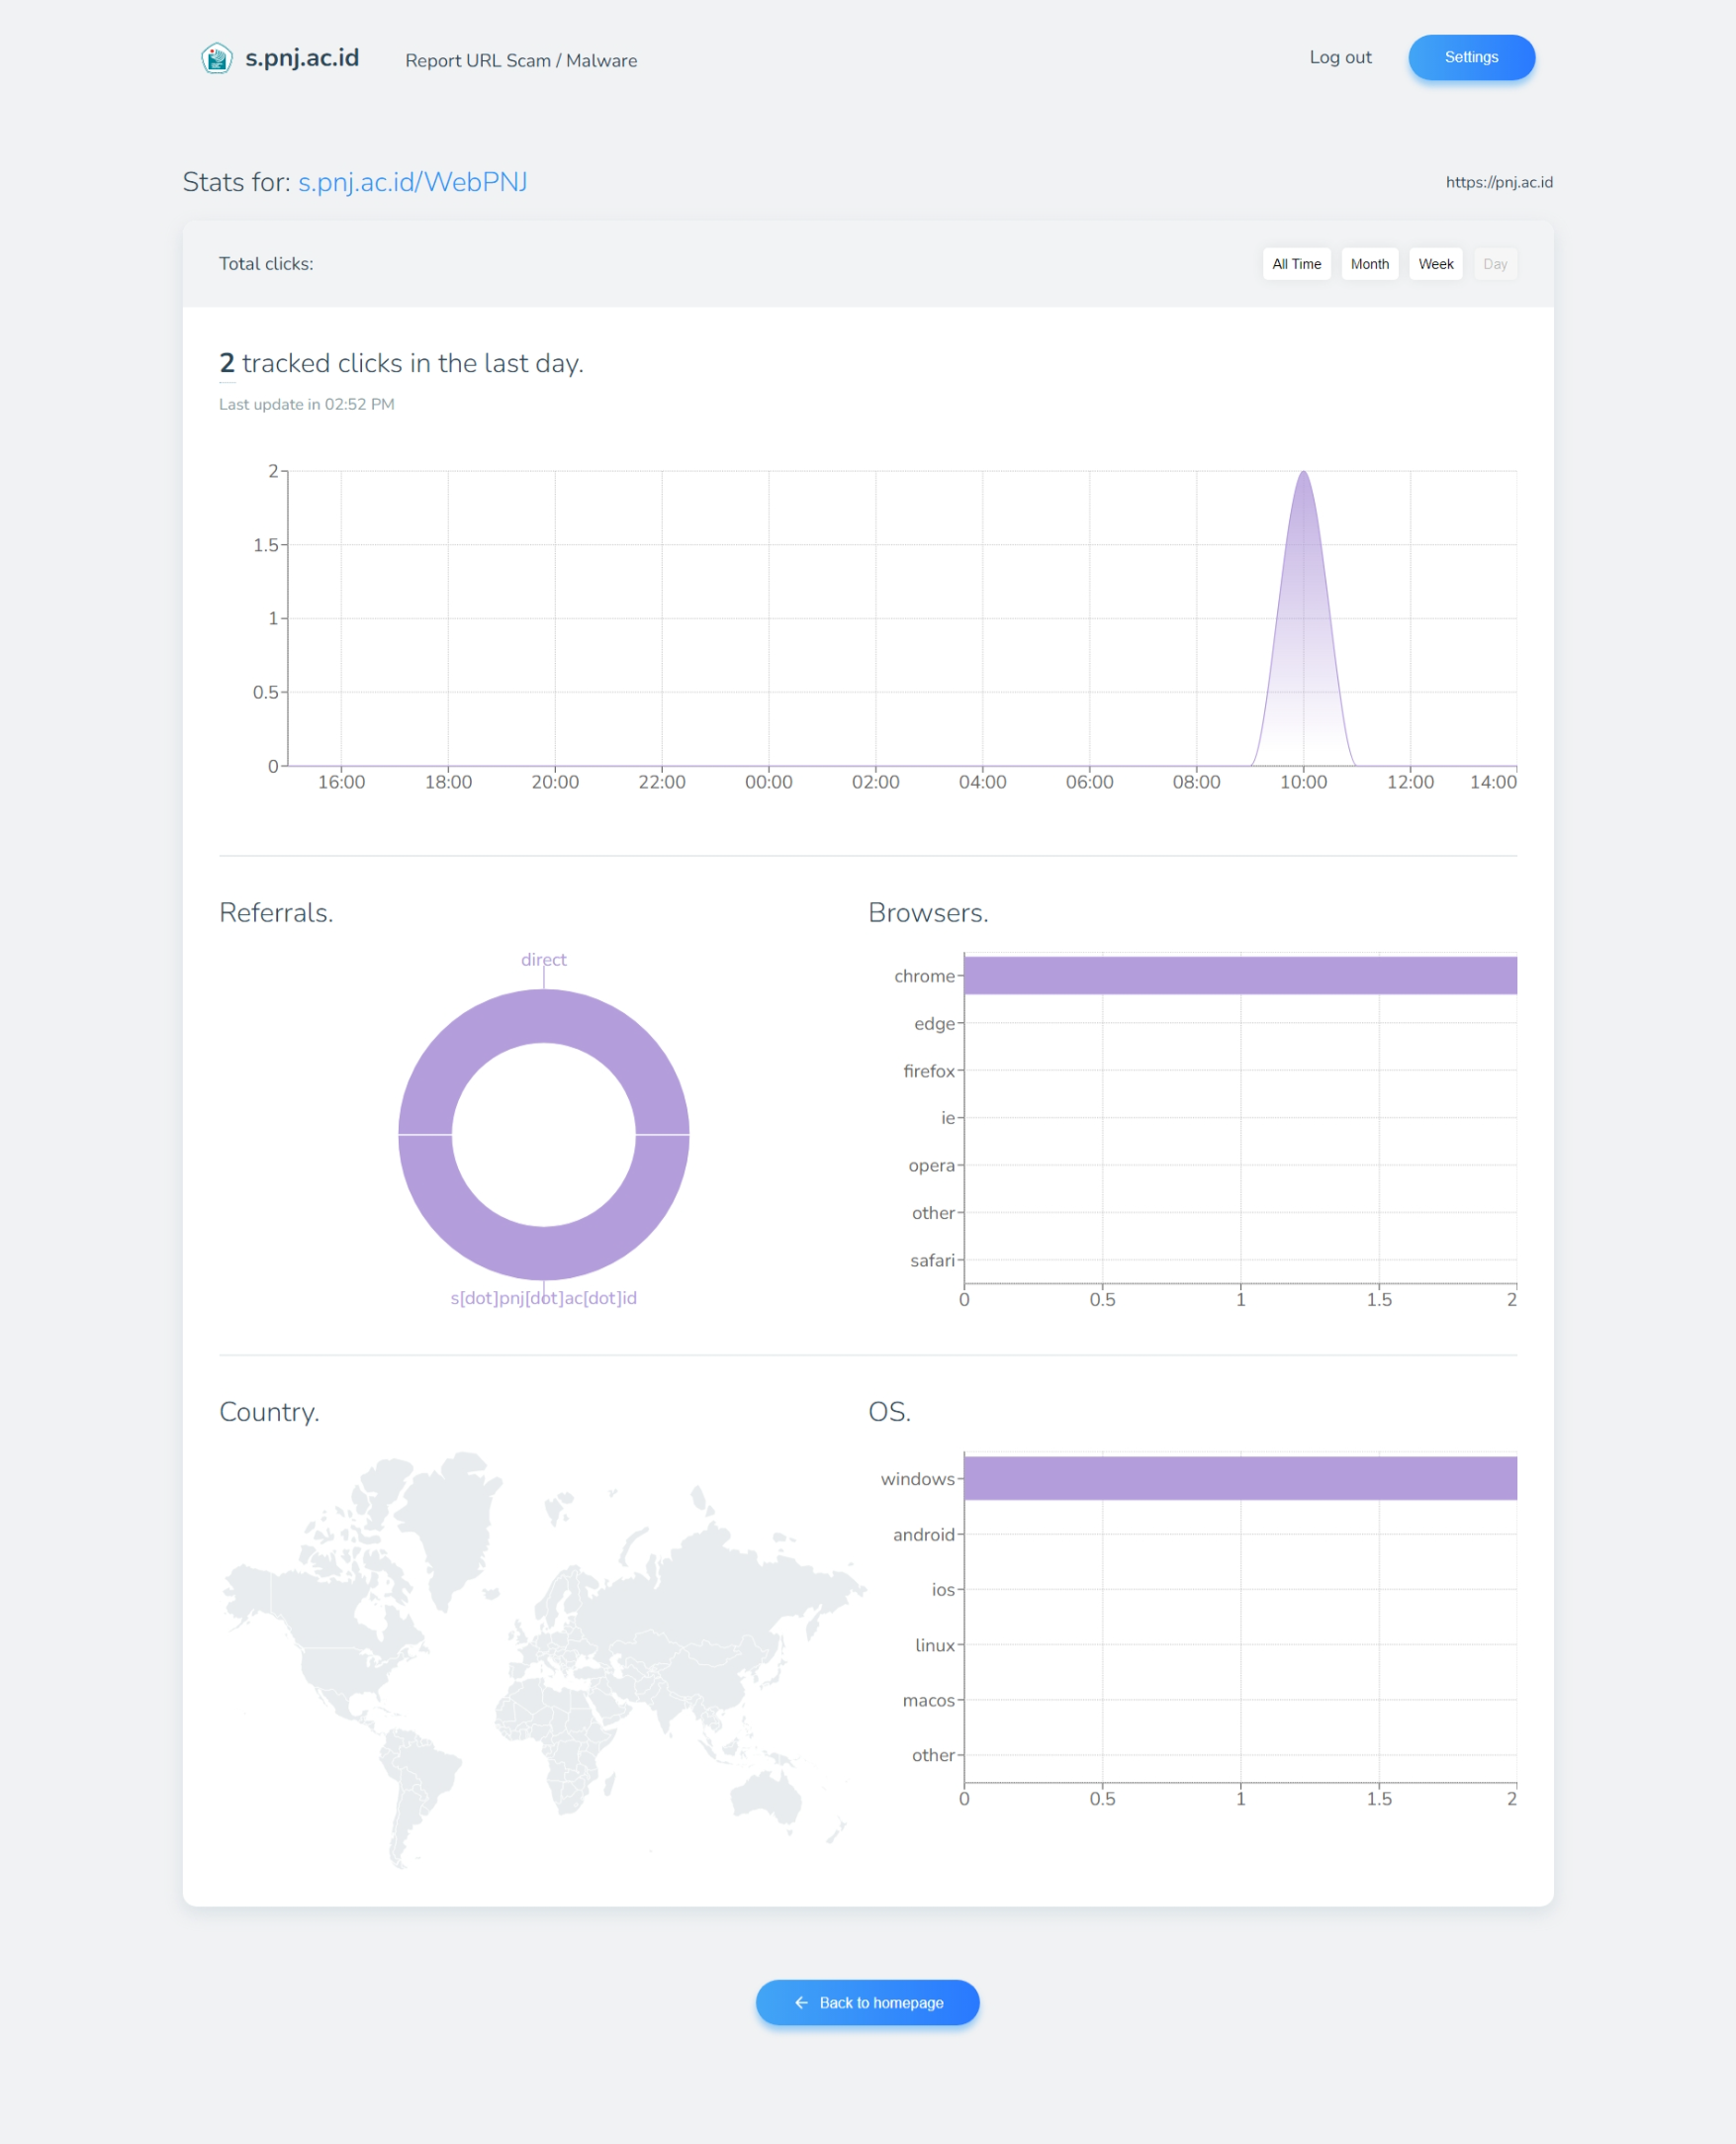 s.pnj.ac.id
Report URL Scam / Malware
Log out
Settings
Stats for: s.pnj.ac.id/WebPNJ
https://pnj.ac.id
Total clicks:
All Time
Month
Week
Day
2 tracked clicks in the last day.
Last update in 02:52 PM
2
1.5
1
0.5
0
16:00 18:00 20:00 22:00 00:00 02:00 04:00 06:00 08:00 10:00 12:00 14:00
Referrals.
direct
s[dot]pnj[dot]ac[dot]id
Browsers.
chrome
edge
firefox
ie
opera
other
safari
0 0.5 1 1.5 2
Country.
OS.
windows
android
ios
linux
macos
other
0 0.5 1 1.5 2
Back to homepage